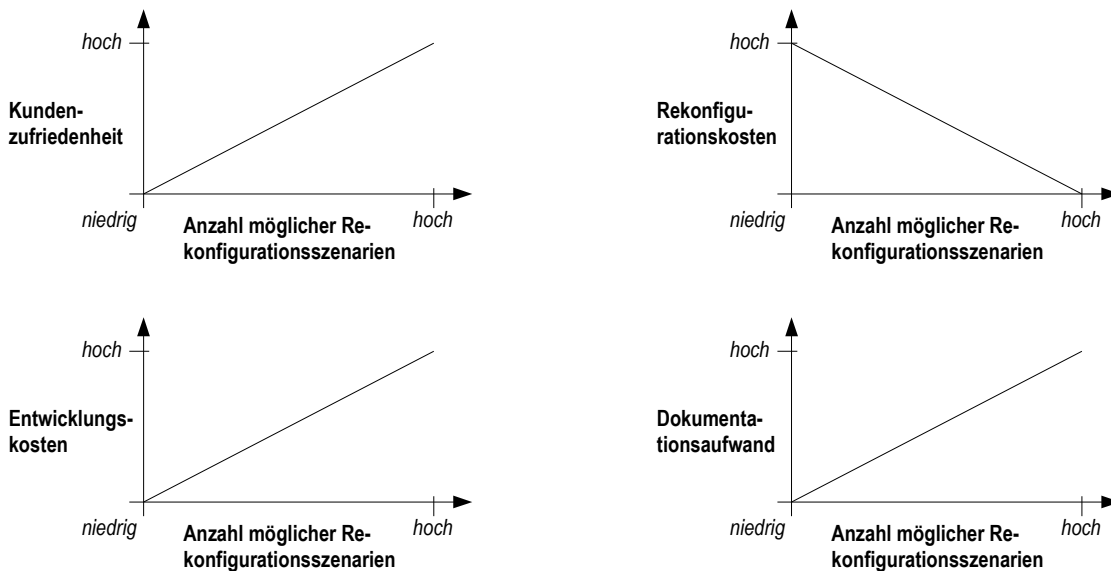 hoch
Kunden-
zufriedenheit
niedrig
Anzahl möglicher Re-
konfigurationsszenarien
hoch
hoch
Rekonfigu-
rationskosten
niedrig
Anzahl möglicher Re-
konfigurationsszenarien
hoch
hoch
Entwicklungs-
kosten
niedrig
Anzahl möglicher Re-
konfigurationsszenarien
hoch
hoch
Dokumenta-
tionsaufwand
niedrig
Anzahl möglicher Re-
konfigurationsszenarien
hoch